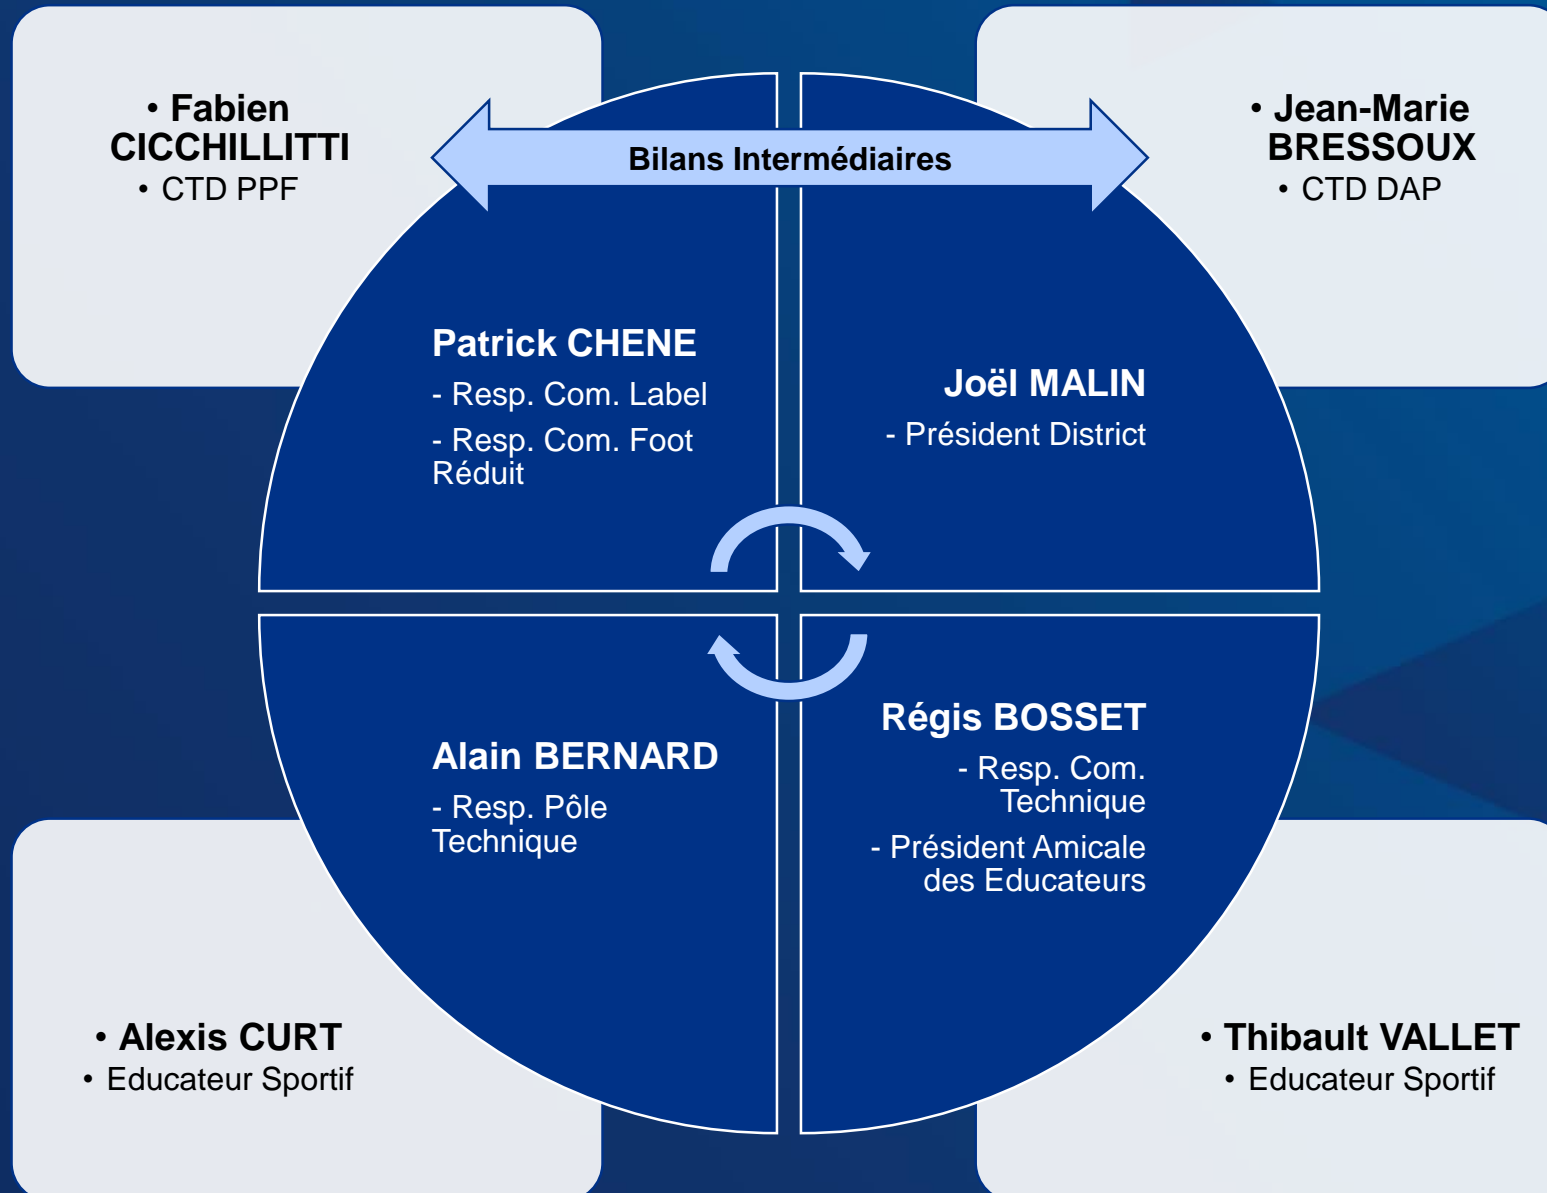 • Fabien
CICCHILLITTI
• CTD PPF
Bilans Intermédiaires
• Jean-Marie
BRESSOUX
• CTD DAP
Patrick CHENE
- Resp. Com. Label
- Resp. Com. Foot
Réduit
Joël MALIN
- Président District
Alain BERNARD
- Resp. Pôle
Technique
Régis BOSSET
- Resp. Com.
Technique
- Président Amicale
des Educateurs
• Alexis CURT
• Educateur Sportif
• Thibault VALLET
• Educateur Sportif